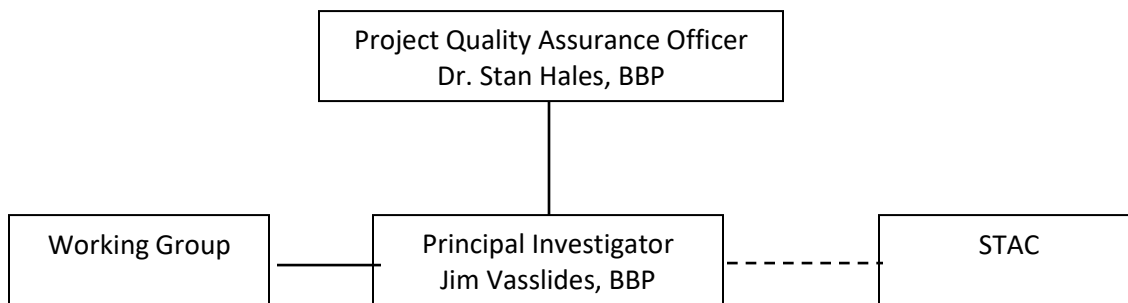 Project Quality Assurance Officer
Dr. Stan Hales, BBP
Working Group
Principal Investigator
Jim Vasslides, BBP
STAC